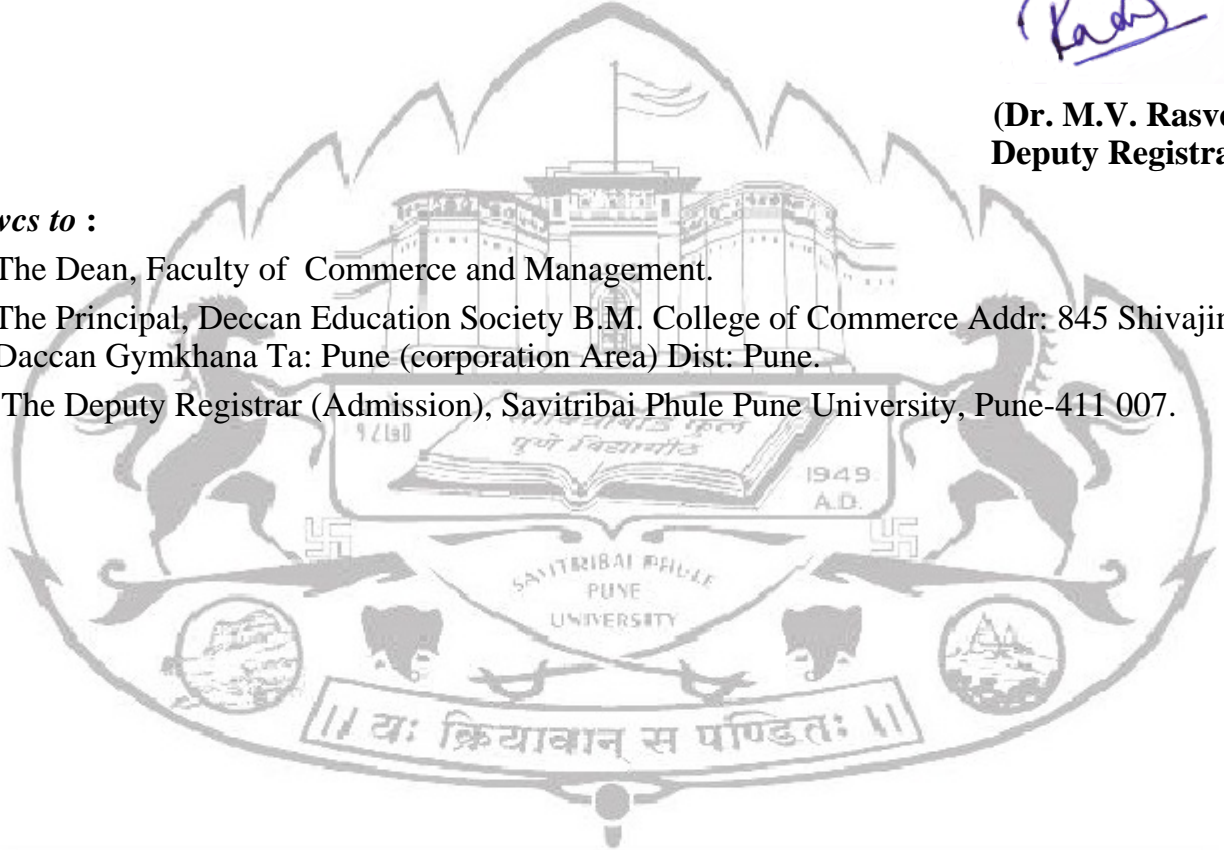 (Dr. M.V. Rasve
Deputy Registra
wcs to :
The Dean, Faculty of Commerce and Management.
The Principal, Deccan Education Society B.M. College of Commerce Addr: 845 Shivajin
Daccan Gymkhana Ta: Pune (corporation Area) Dist: Pune.
The Deputy Registrar (Admission), Savitribai Phule Pune University, Pune-411 007.
पुणे विद्यापीठ
1949
A.D.
SAVITRIBAI PHULE
PUNE
UNIVERSITY
|| यः क्रियावान् स पण्डितः ||